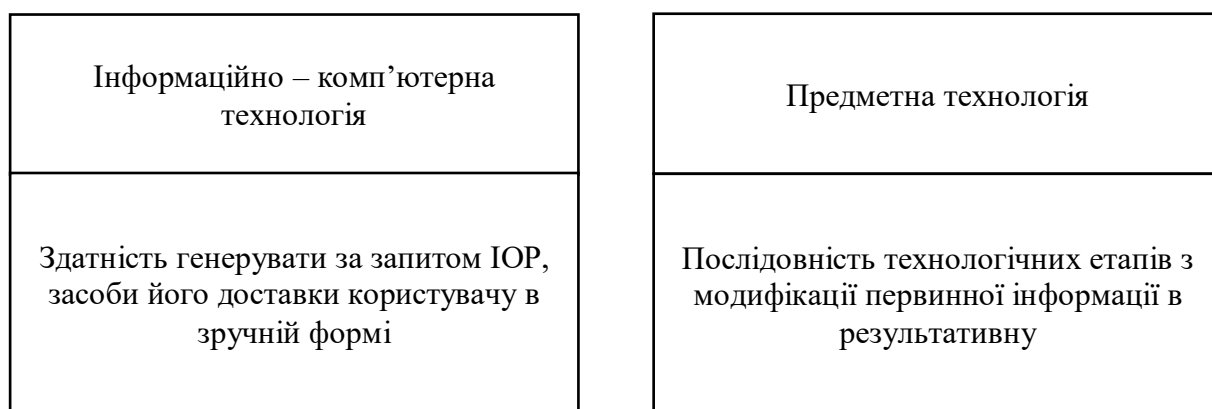 Інформаційно – комп’ютерна
технологія
Предметна технологія
Здатність генерувати за запитом ІОР,
засоби його доставки користувачу в
зручній формі
Послідовність технологічних етапів з
модифікації первинної інформації в
результативну